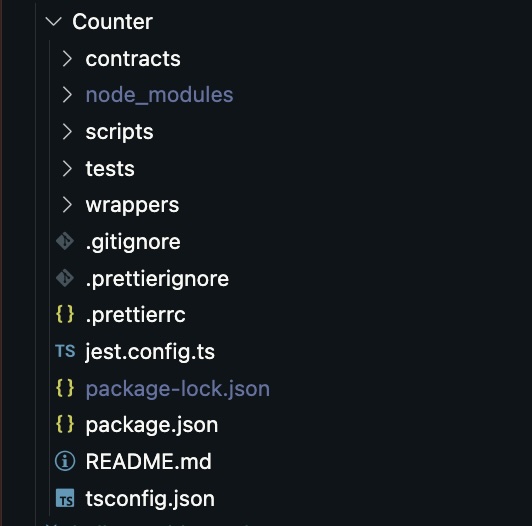 Counter
contracts
node_modules
scripts
tests
wrappers
.gitignore
.prettierignore
{} .prettierrc
TS jest.config.ts
{} package-lock.json
{} package.json
README.md
TS tsconfig.json